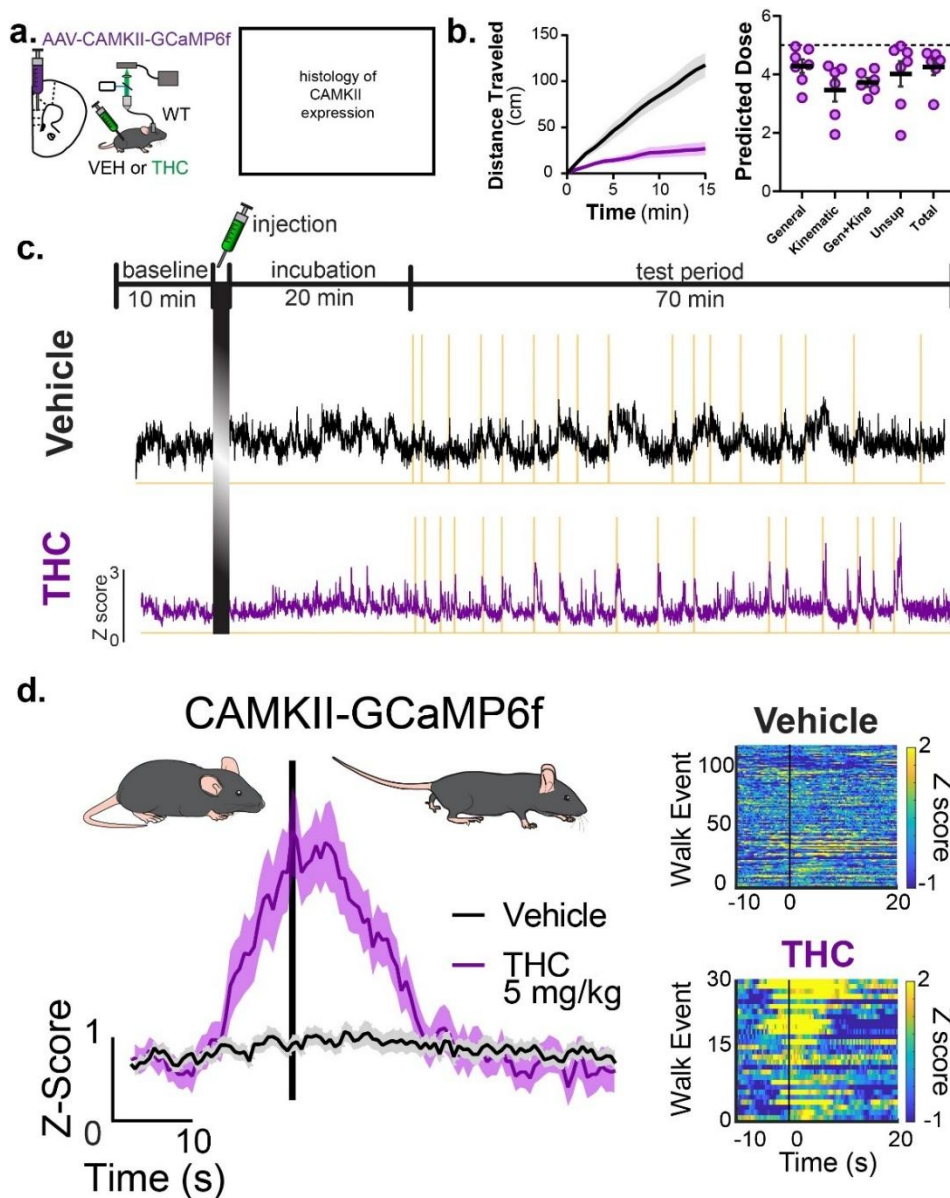 a.
AAV-CAMKII-GCaMP6f
WT
VEH or THC
histology of
CAMKII
expression
b.
Distance Traveled
(cm)
150
100
50
0
0 5 10 15
Time (min)
Predicted Dose
6
4
2
0
General
Kinematic
Gen+Kine
Unsup
Total
c.
injection
baseline incubation test period
10 min 20 min 70 min
Vehicle
THC
Z score
3
0
d.
CAMKII-GCaMP6f
Vehicle
THC
5 mg/kg
Z-Score
1
0
10
Time (s)
Vehicle
Walk Event
100
50
0
-10 0 20
2
Z score
-1
THC
Walk Event
30
15
0
-10 0 20
Time (s)
2
Z score
-1